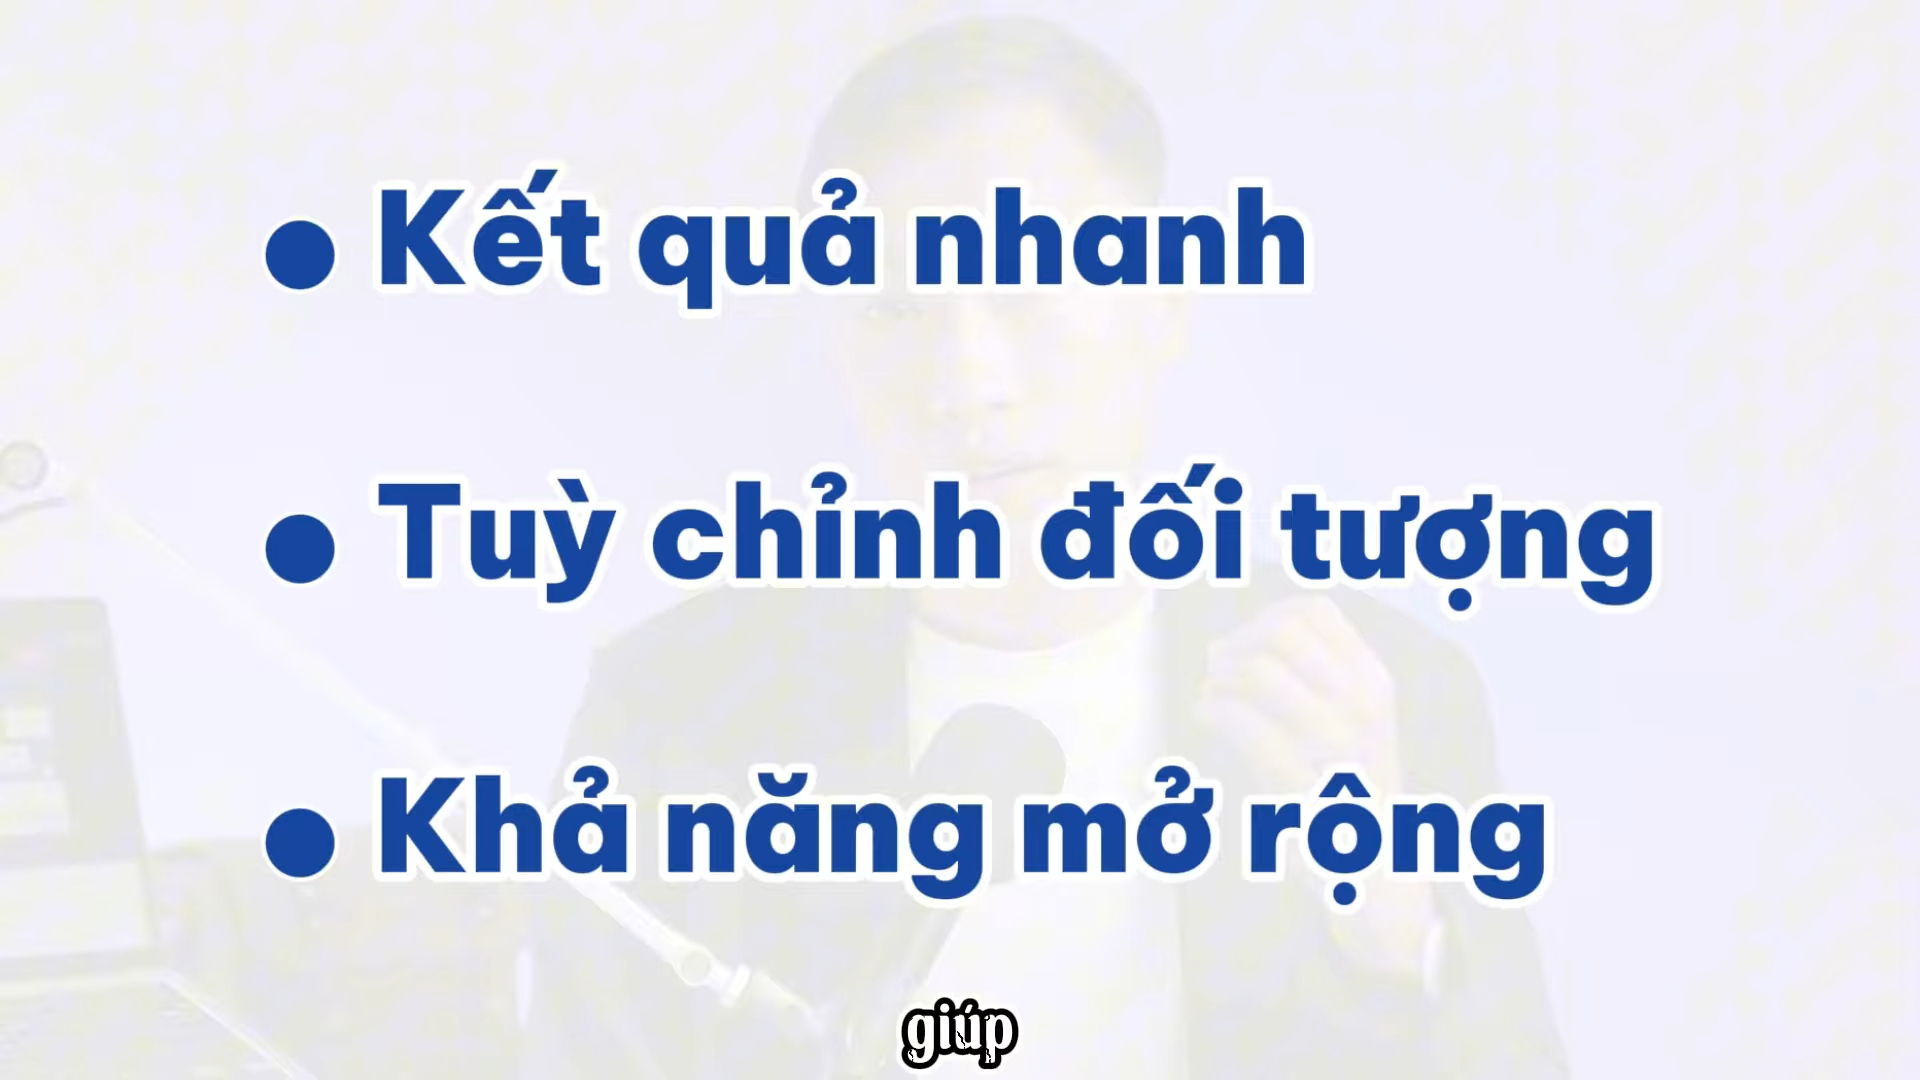 • Kết quả nhanh
• Tuỳ chỉnh đối tượng
• Khả năng mở rộng
giúp